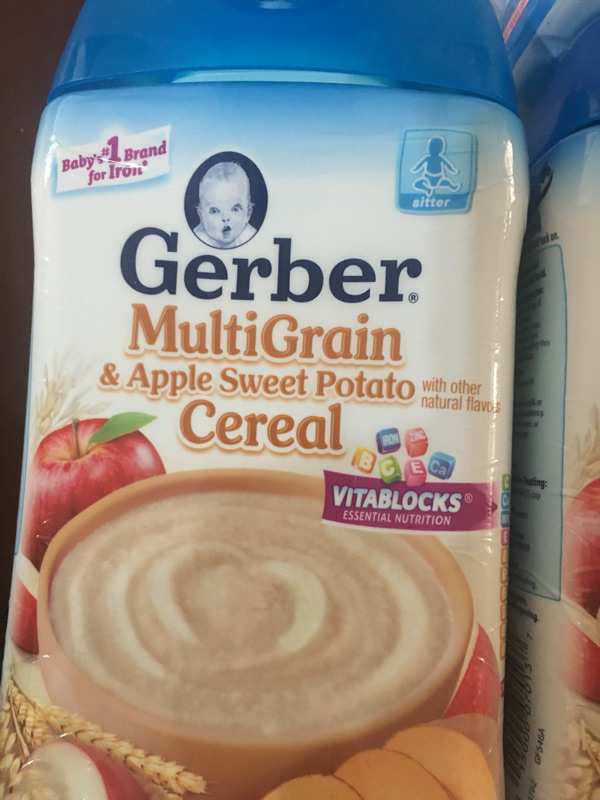 Baby's #1 Brand
for Iron*
sitter
Gerber®
MultiGrain
& Apple Sweet Potato
with other
natural flavors
Cereal
IRON ZINC
B C E Ca
VITABLOCKS®
ESSENTIAL NUTRITION
GFS46A